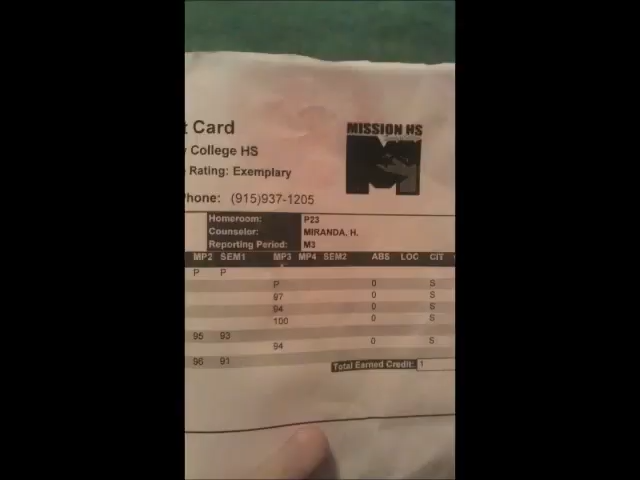 t Card
MISSION HS
y College HS
Rating: Exemplary
Phone: (915)937-1205
Homeroom: P23
Counselor: MIRANDA, H.
Reporting Period: M3
MP2 SEM1 MP3 MP4 SEM2 ABS LOC CIT
P P
P 0 S
97 0 S
94 0 S
100 0 S
95 93
94 0 S
96 91
Total Earned Credit: 1